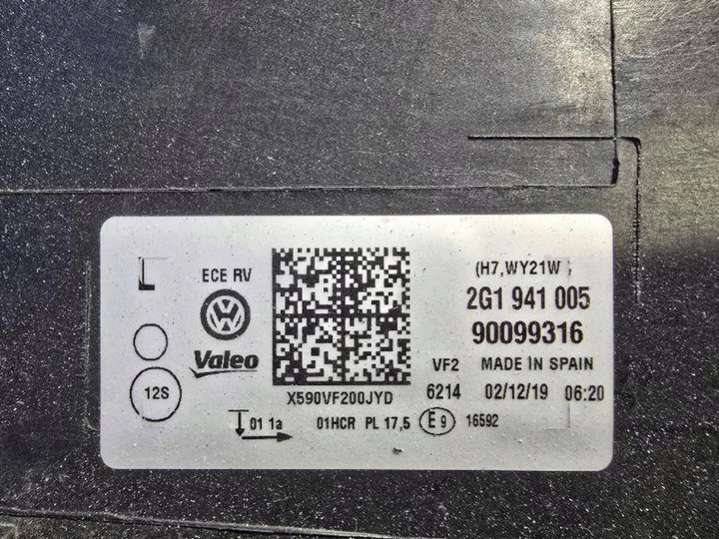 L ECE RV (H7,WY21W ;
2G1 941 005
Valeo 90099316
VF2 MADE IN SPAIN
12S X590VF200JYD 6214 02/12/19 06:20
01 1a 01HCR PL 17,5 E 9 16592